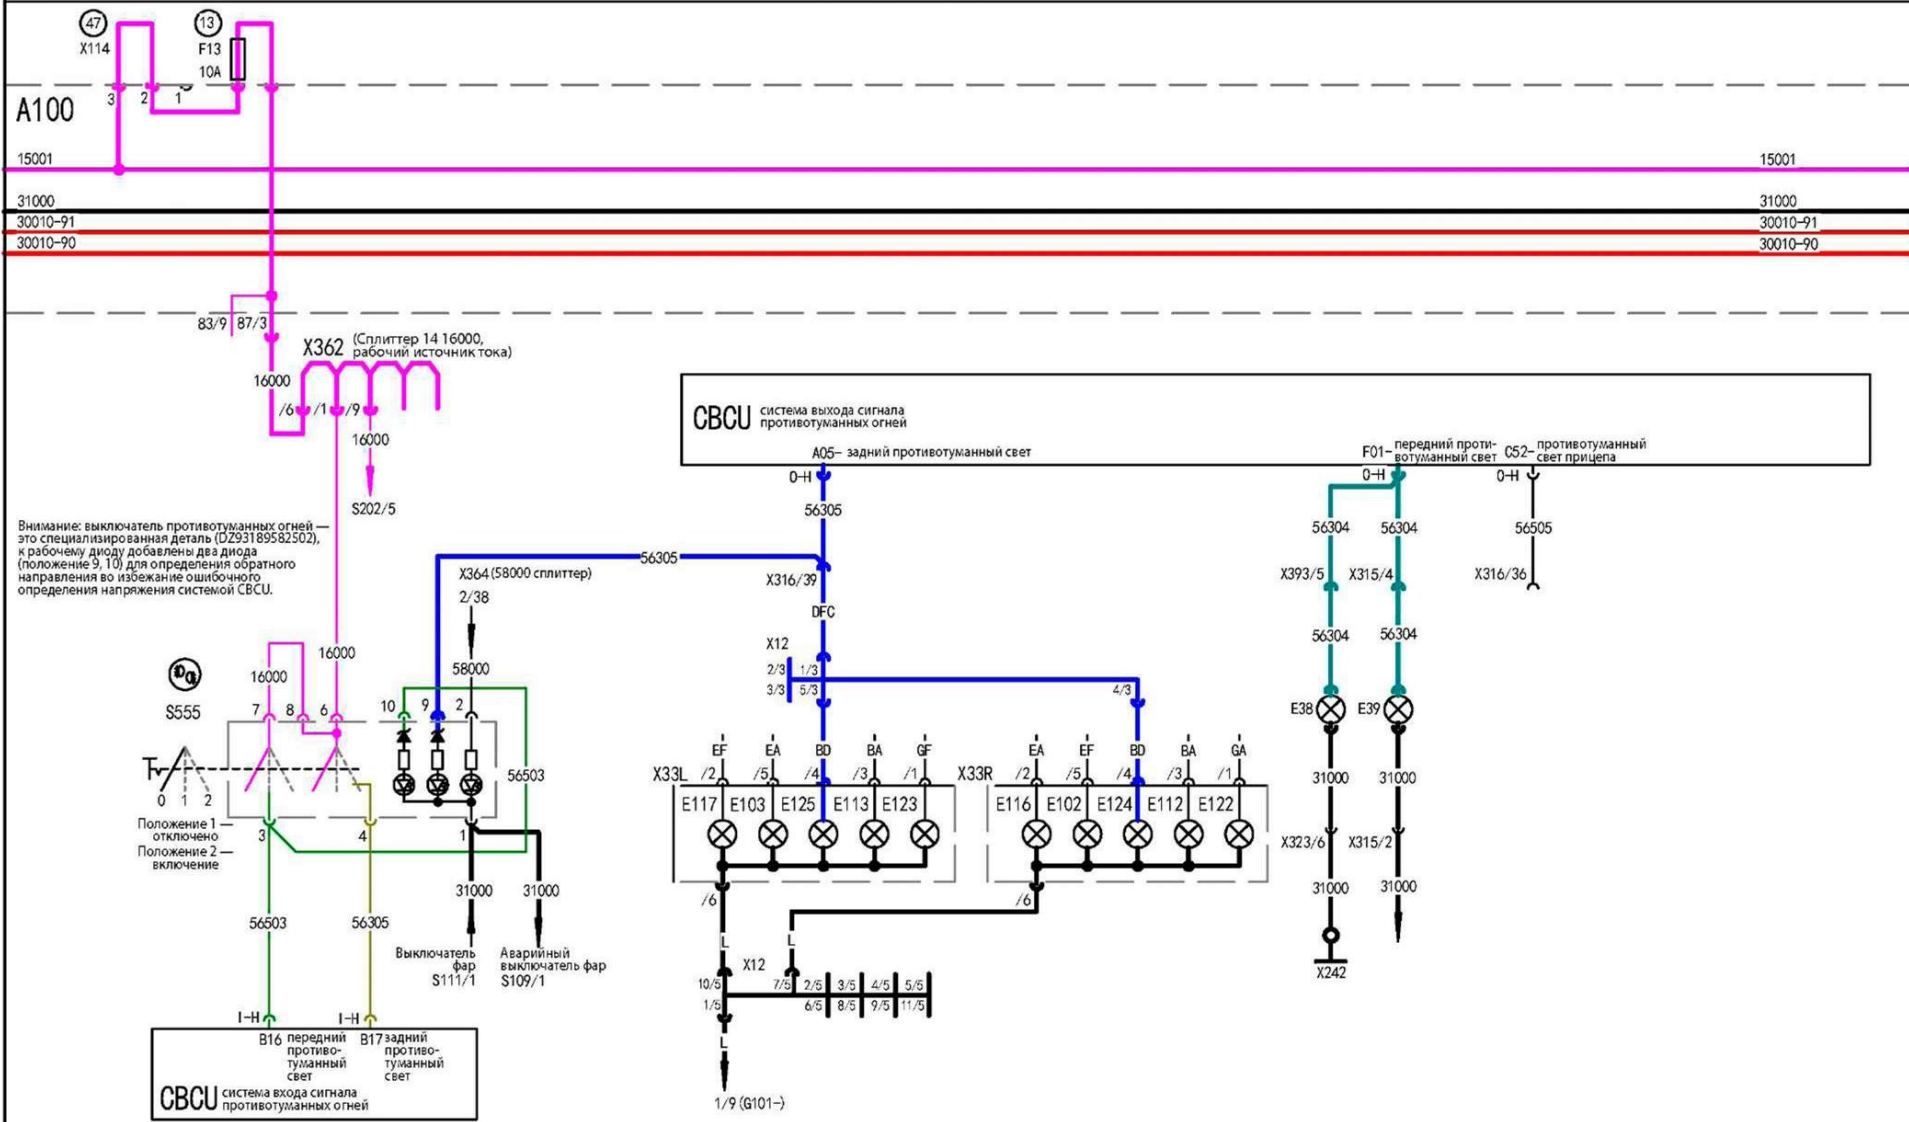 47
X114
13
F13
10A
3
2
1
A100
15001
15001
31000
31000
30010-91
30010-91
30010-90
30010-90
83/9
87/3
X362
(Сплиттер 14 16000,
рабочий источник тока)
16000
/6
/1
/9
16000
S202/5
CBCU
система выхода сигнала
противотуманных огней
A05- задний противотуманный свет
F01-
передний проти-
вотуманный свет
C52-
противотуманный
свет прицепа
O-H
O-H
O-H
56305
56304
56304
56505
Внимание: выключатель противотуманных огней —
это специализированная деталь (DZ93189582502),
к рабочему диоду добавлены два диода
(положение 9, 10) для определения обратного
направления во избежание ошибочного
определения напряжения системой CBCU.
56305
X364 (58000 сплиттер)
2/38
X316/39
X393/5
X315/4
X316/36
DFC
56304
56304
X12
2/3
1/3
3/3
5/3
4/3
16000
16000
58000
S555
7
8
6
10
9
2
E38
E39
EF
EA
BD
BA
GF
EA
EF
BD
BA
GA
X33L
/2
/5
/4
/3
/1
X33R
/2
/5
/4
/3
/1
56503
31000
31000
E117
E103
E125
E113
E123
E116
E102
E124
E112
E122
0
1
2
Положение 1 —
отключено
Положение 2 —
включение
3
4
1
X323/6
X315/2
31000
31000
31000
31000
/6
/6
56503
56305
L
L
Выключатель
фар
S111/1
Аварийный
выключатель фар
S109/1
X12
X242
10/5
7/5
2/5
3/5
4/5
5/5
1/5
6/5
8/5
9/5
11/5
I-H
I-H
L
B16
передний
противо-
туманный
свет
B17
задний
противо-
туманный
свет
CBCU
система входа сигнала
противотуманных огней
1/9 (G101-)